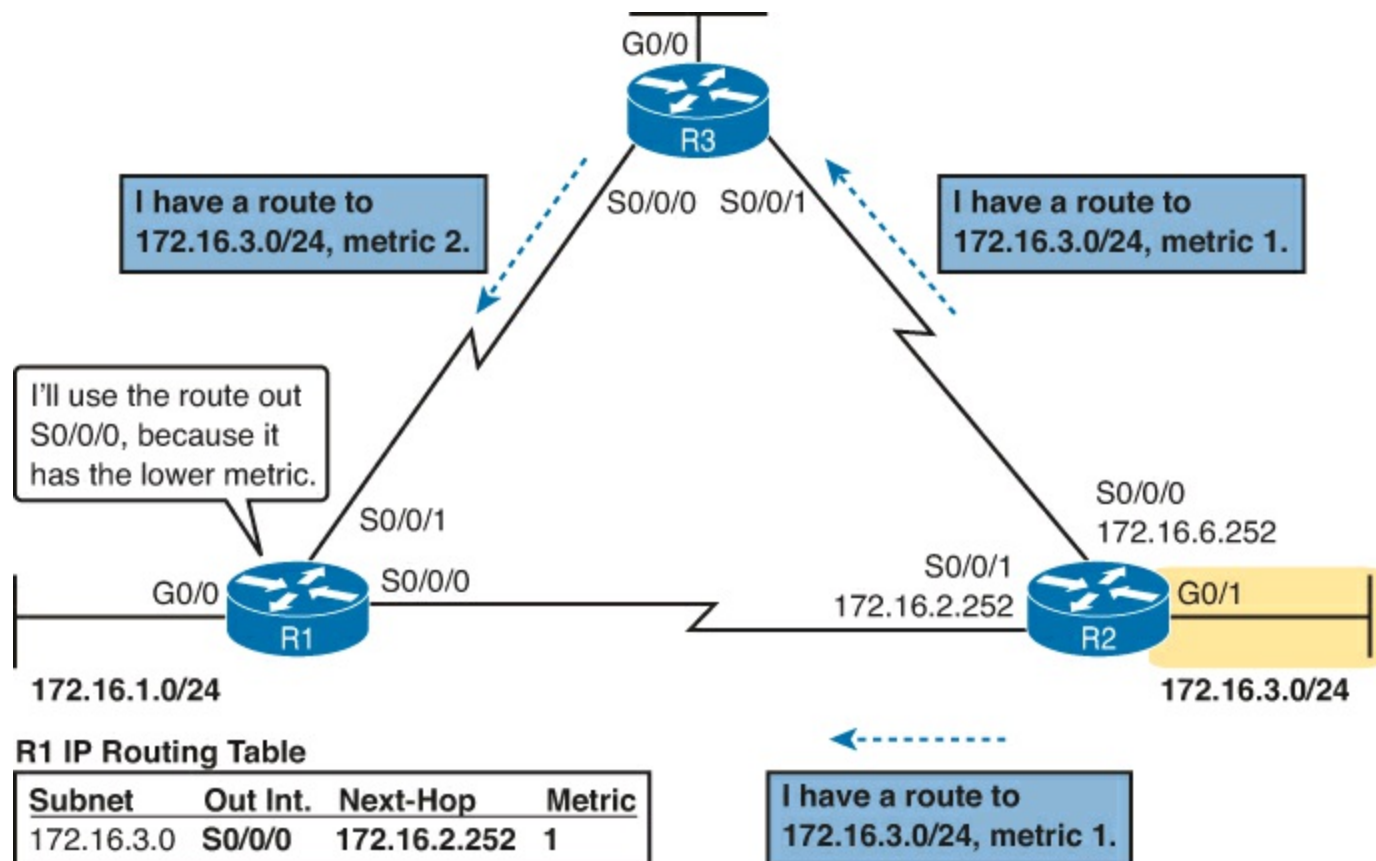 G0/0
R3
S0/0/0 S0/0/1
I have a route to
172.16.3.0/24, metric 2.
I have a route to
172.16.3.0/24, metric 1.
I'll use the route out
S0/0/0, because it
has the lower metric.
S0/0/1
G0/0
S0/0/0
R1
172.16.1.0/24
S0/0/0
172.16.6.252
S0/0/1
172.16.2.252
G0/1
R2
172.16.3.0/24
R1 IP Routing Table
Subnet Out Int. Next-Hop Metric
172.16.3.0 S0/0/0 172.16.2.252 1
I have a route to
172.16.3.0/24, metric 1.